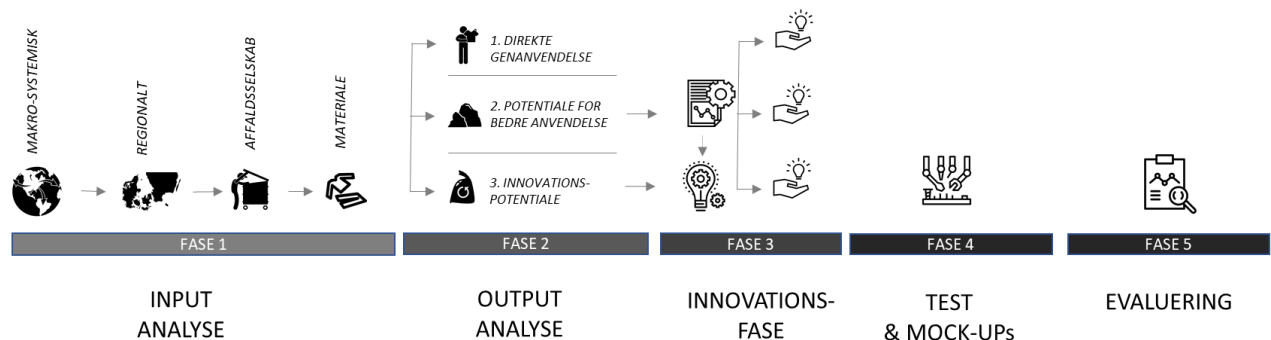 MAKRO-SYSTEMISK
REGIONALT
AFFALDSSELSKAB
MATERIALE
1. DIREKTE
GENANVENDELSE
2. POTENTIALE FOR
BEDRE ANVENDELSE
3. INNOVATIONS-
POTENTIALE
FASE 1
FASE 2
FASE 3
FASE 4
FASE 5
INPUT
ANALYSE
OUTPUT
ANALYSE
INNOVATIONS-
FASE
TEST
& MOCK-UPs
EVALUERING